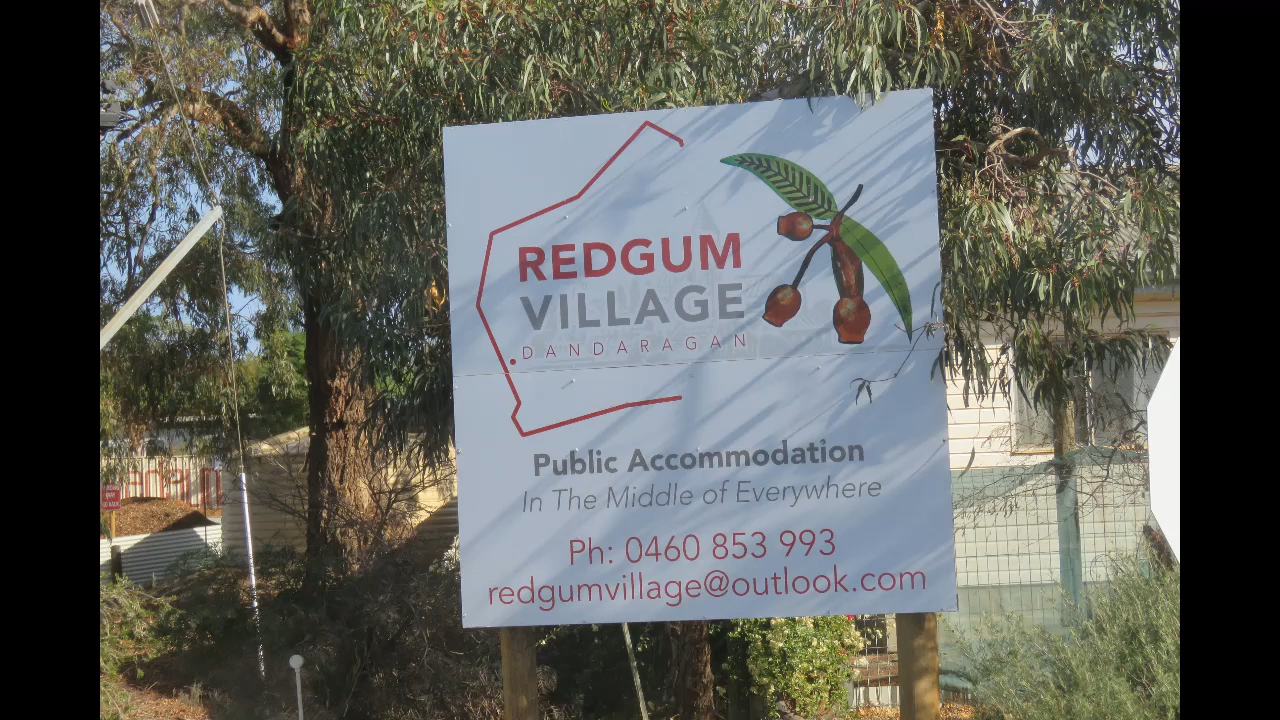 REDGUM
VILLAGE
DANDARAGAN
Public Accommodation
In The Middle of Everywhere
Ph: 0460 853 993
redgumvillage@outlook.com